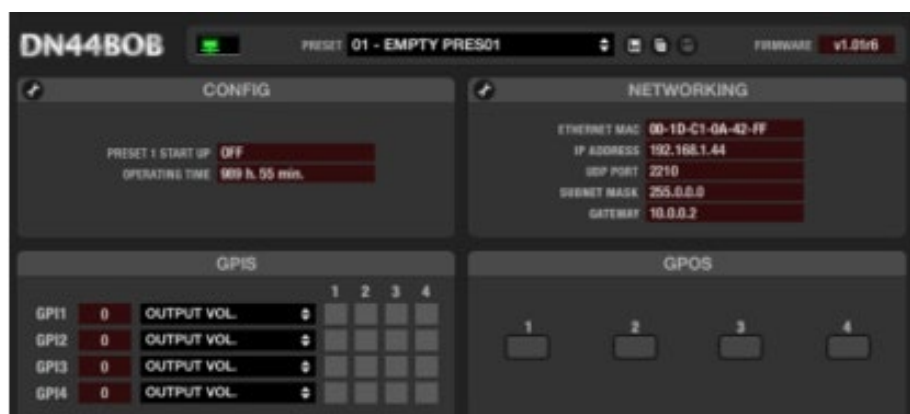 DN44BOB
PRESET 01 - EMPTY PRES01
FIRMWARE v1.01r6
CONFIG
PRESET 1 START UP OFF
OPERATING TIME 989 h. 55 min.
NETWORKING
ETHERNET MAC 00-1D-C1-0A-42-FF
IP ADDRESS 192.168.1.44
UDP PORT 2210
SUBNET MASK 255.0.0.0
GATEWAY 10.0.0.2
GPIS
1 2 3 4
GPI1 0 OUTPUT VOL.
GPI2 0 OUTPUT VOL.
GPI3 0 OUTPUT VOL.
GPI4 0 OUTPUT VOL.
GPOS
1 2 3 4